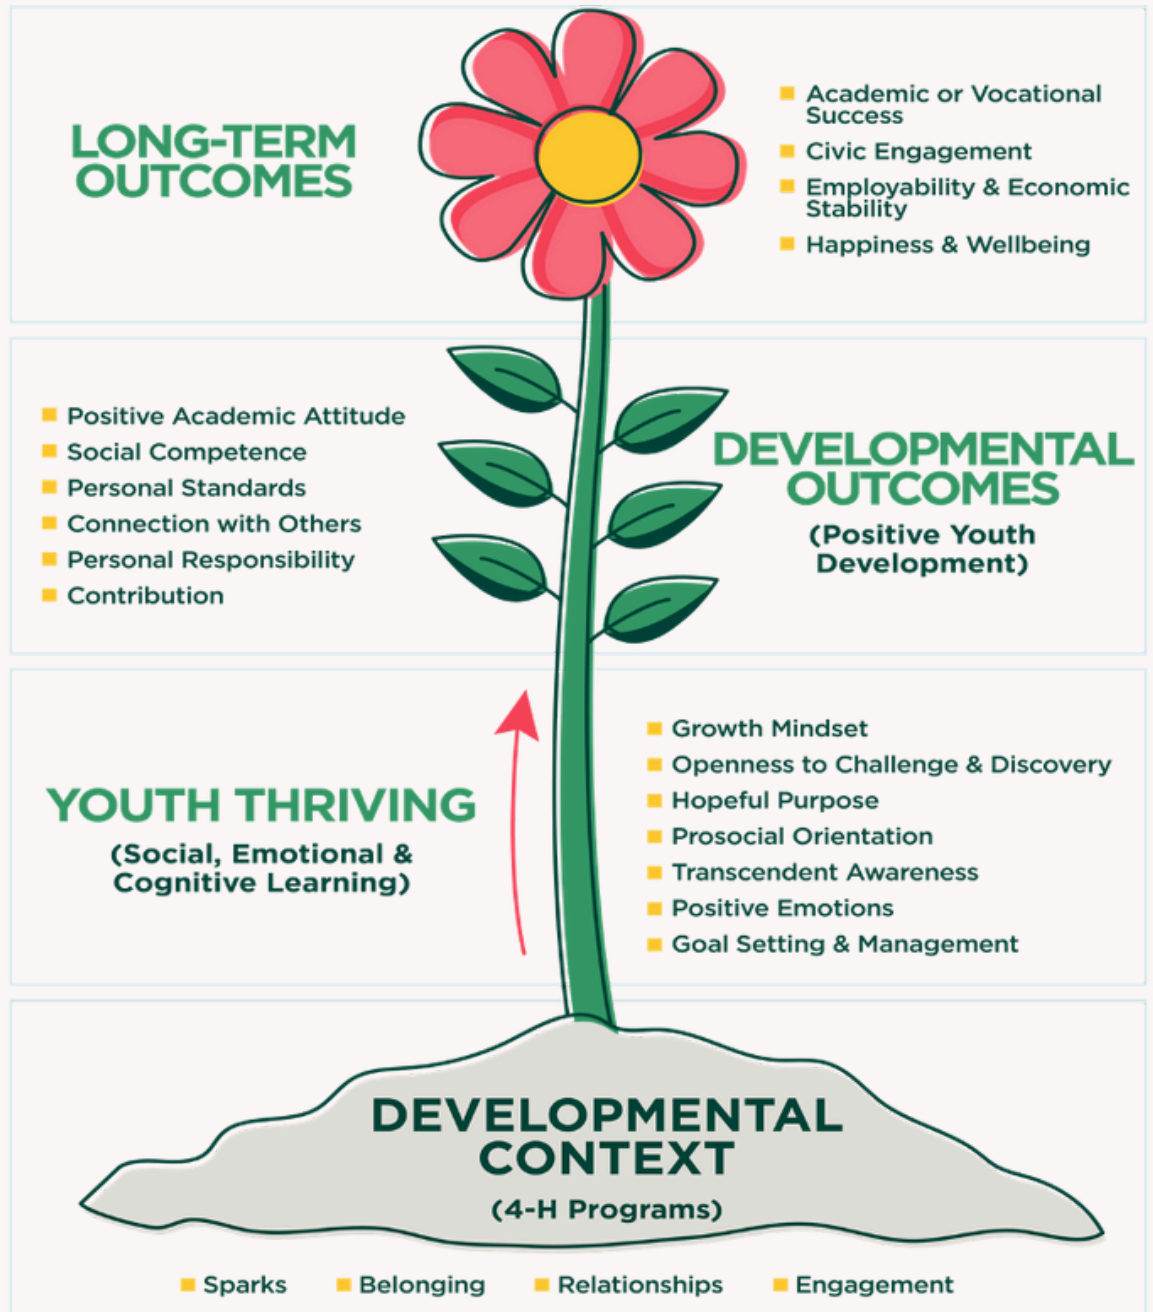 LONG-TERM
OUTCOMES
Academic or Vocational
Success
Civic Engagement
Employability & Economic
Stability
Happiness & Wellbeing
Positive Academic Attitude
Social Competence
Personal Standards
Connection with Others
Personal Responsibility
Contribution
DEVELOPMENTAL
OUTCOMES
(Positive Youth
Development)
YOUTH THRIVING
(Social, Emotional &
Cognitive Learning)
Growth Mindset
Openness to Challenge & Discovery
Hopeful Purpose
Prosocial Orientation
Transcendent Awareness
Positive Emotions
Goal Setting & Management
DEVELOPMENTAL
CONTEXT
(4-H Programs)
Sparks Belonging Relationships Engagement